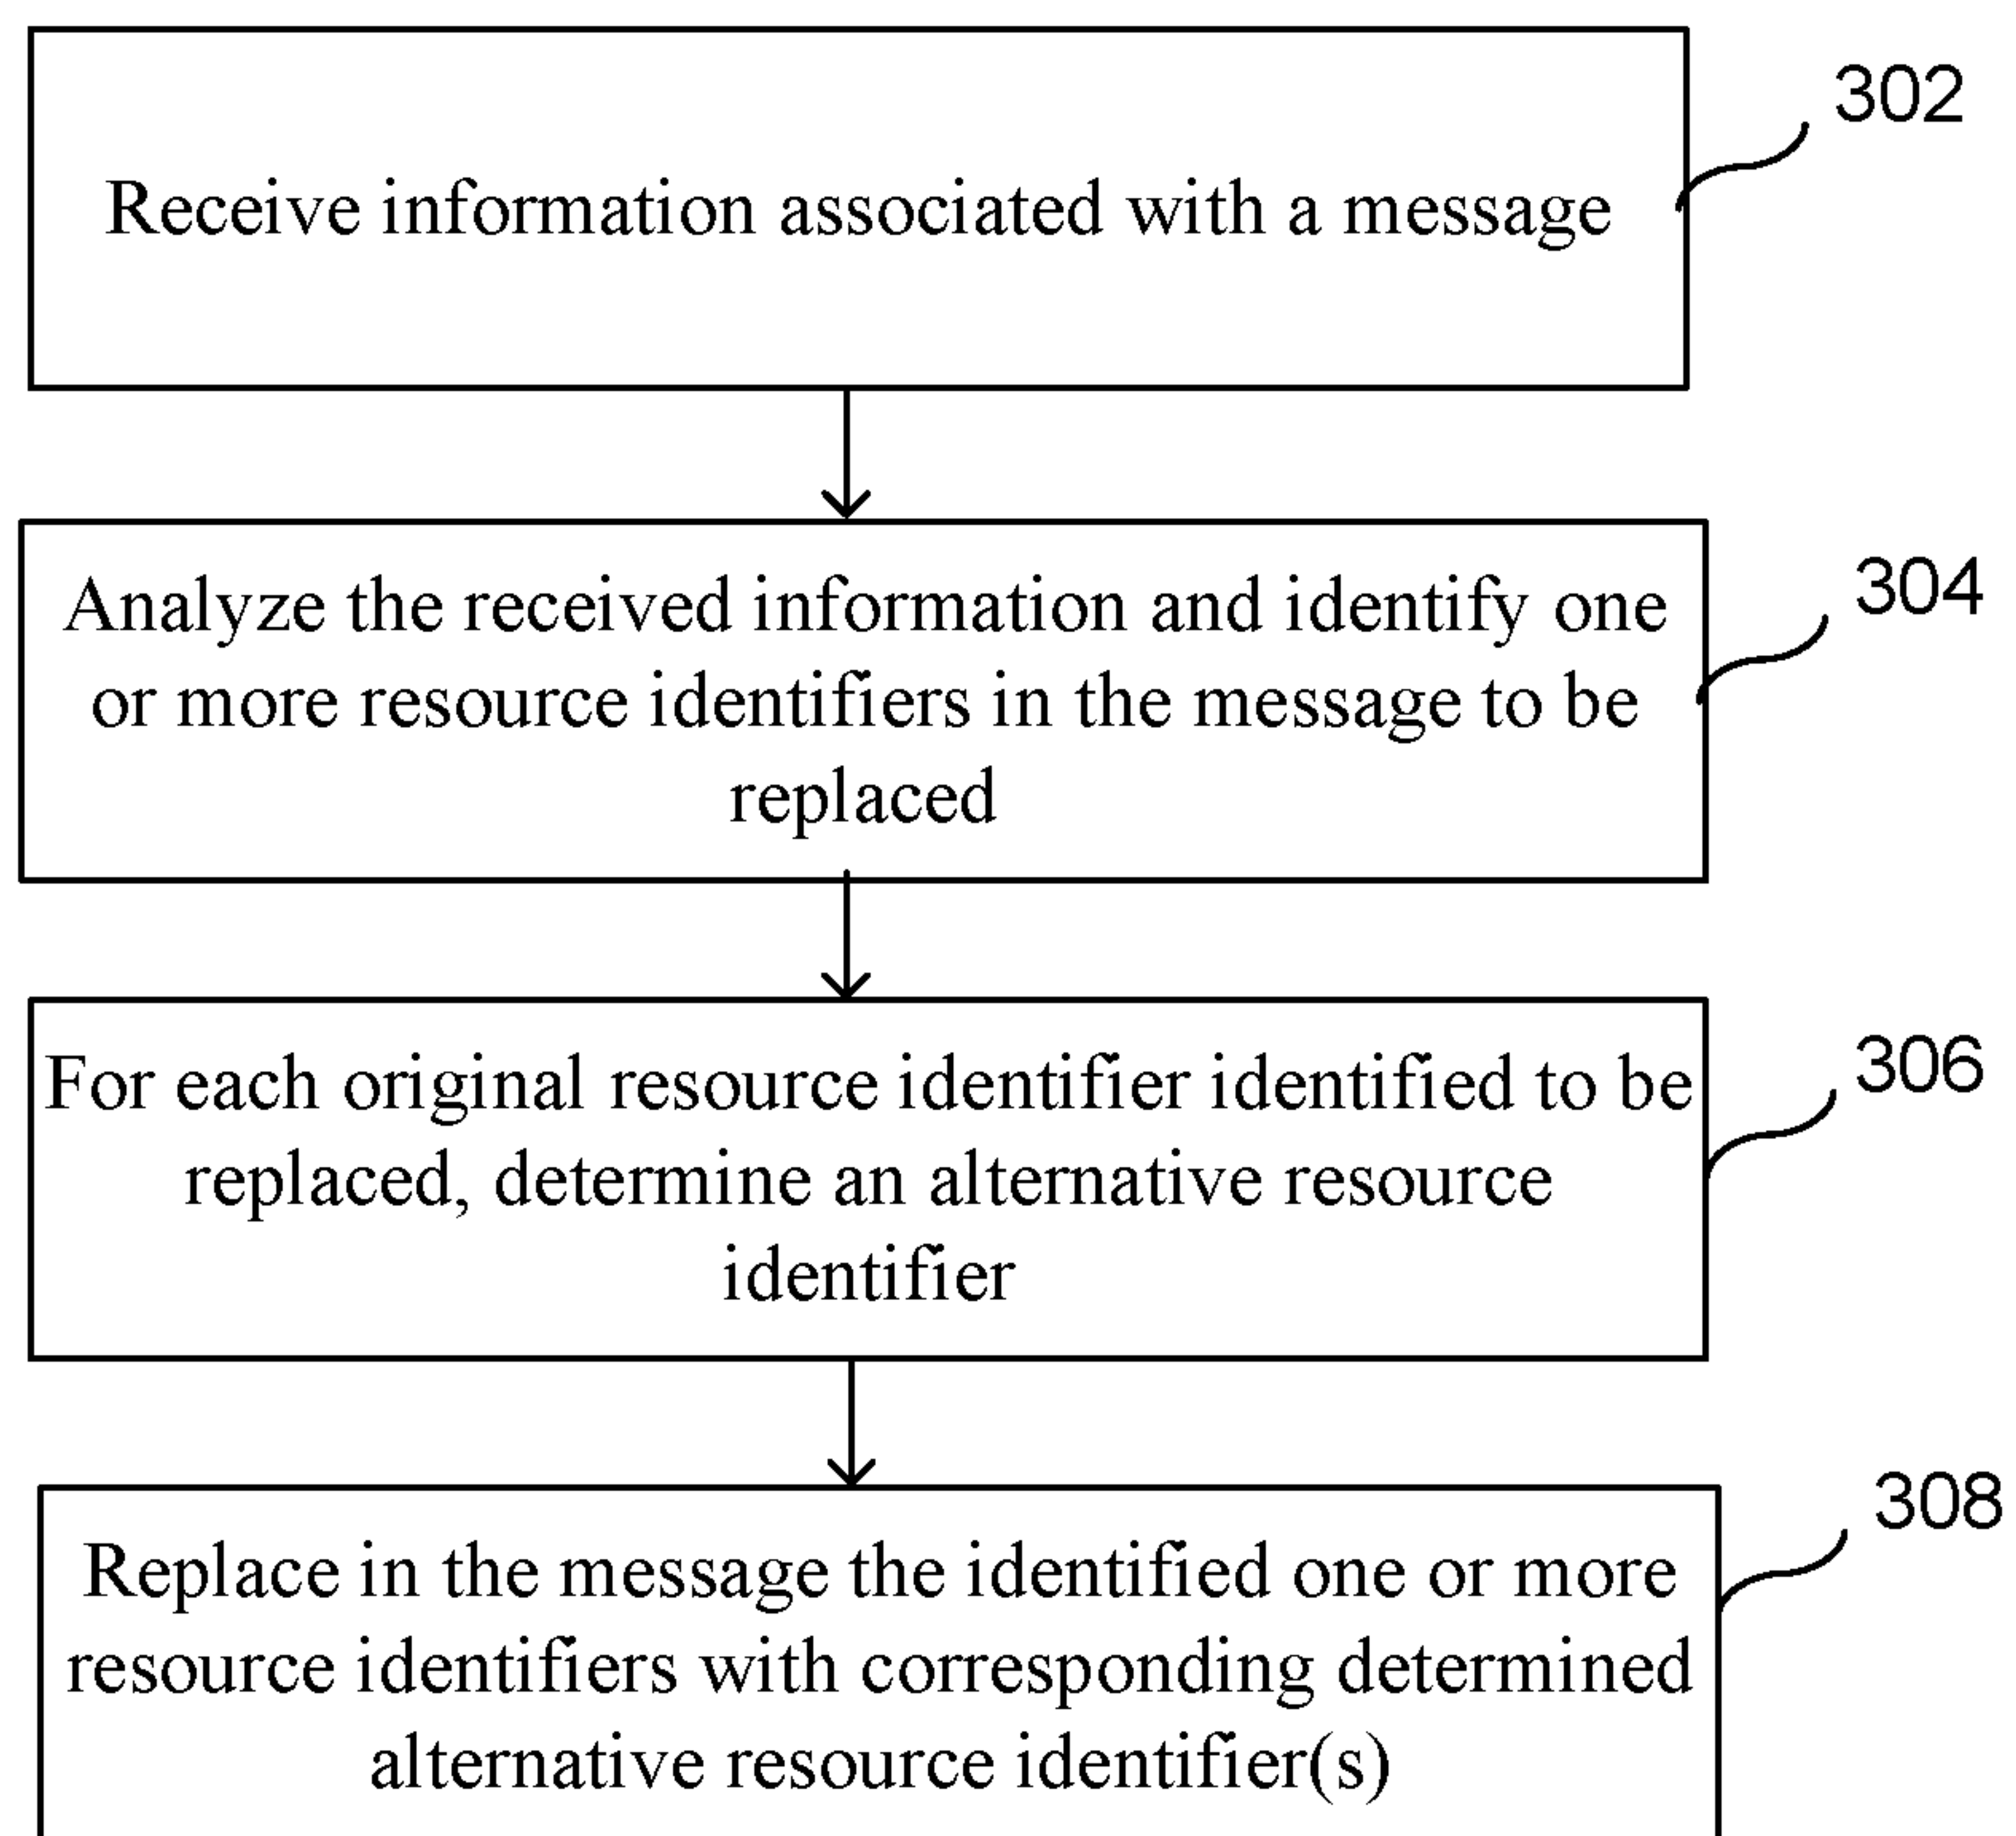 302
Receive information associated with a message
304
Analyze the received information and identify one
or more resource identifiers in the message to be
replaced
306
For each original resource identifier identified to be
replaced, determine an alternative resource
identifier
308
Replace in the message the identified one or more
resource identifiers with corresponding determined
alternative resource identifier(s)